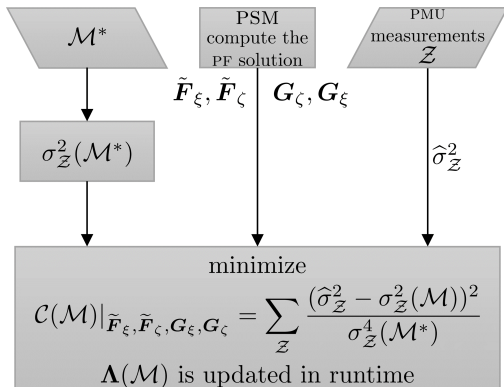 𝓜*
PSM
compute the
PF solution
PMU
measurements
𝓩
F̃_ξ, F̃_ζ
G_ζ, G_ξ
σ²_𝓩(𝓜*)
σ̂²_𝓩
minimize
𝓒(𝓜)|_{F̃_ξ, F̃_ζ, G_ξ, G_ζ} = ∑_𝓩 (σ̂²_𝓩 − σ²_𝓩(𝓜))² / σ⁴_𝓩(𝓜*)
Λ(𝓜) is updated in runtime